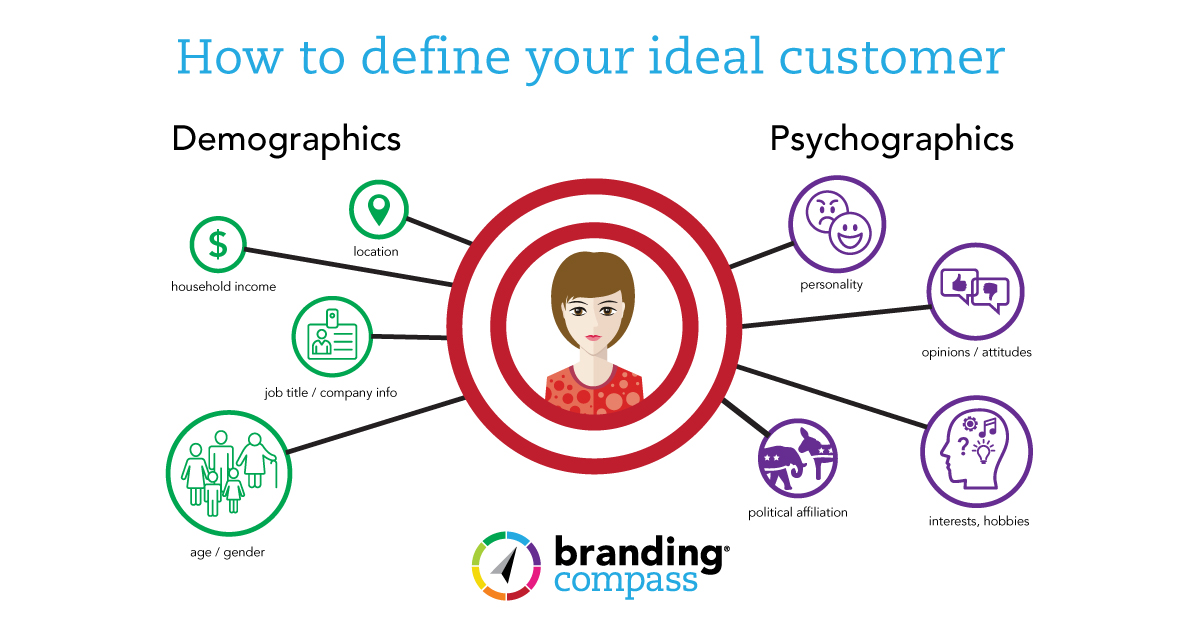 How to define your ideal customer
Demographics
location
$
household income
job title / company info
age / gender
Psychographics
personality
opinions / attitudes
?
interests, hobbies
political affiliation
branding®
compass